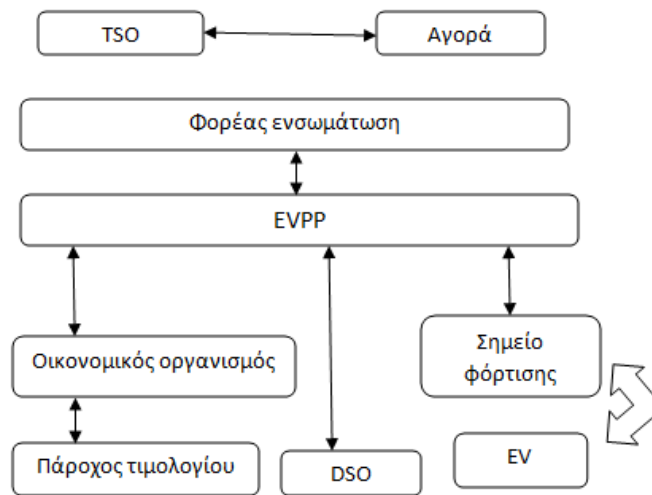 TSO
Αγορά
Φορέας ενσωμάτωση
EVPP
Οικονομικός οργανισμός
Σημείο
φόρτισης
Πάροχος τιμολογίου
DSO
EV